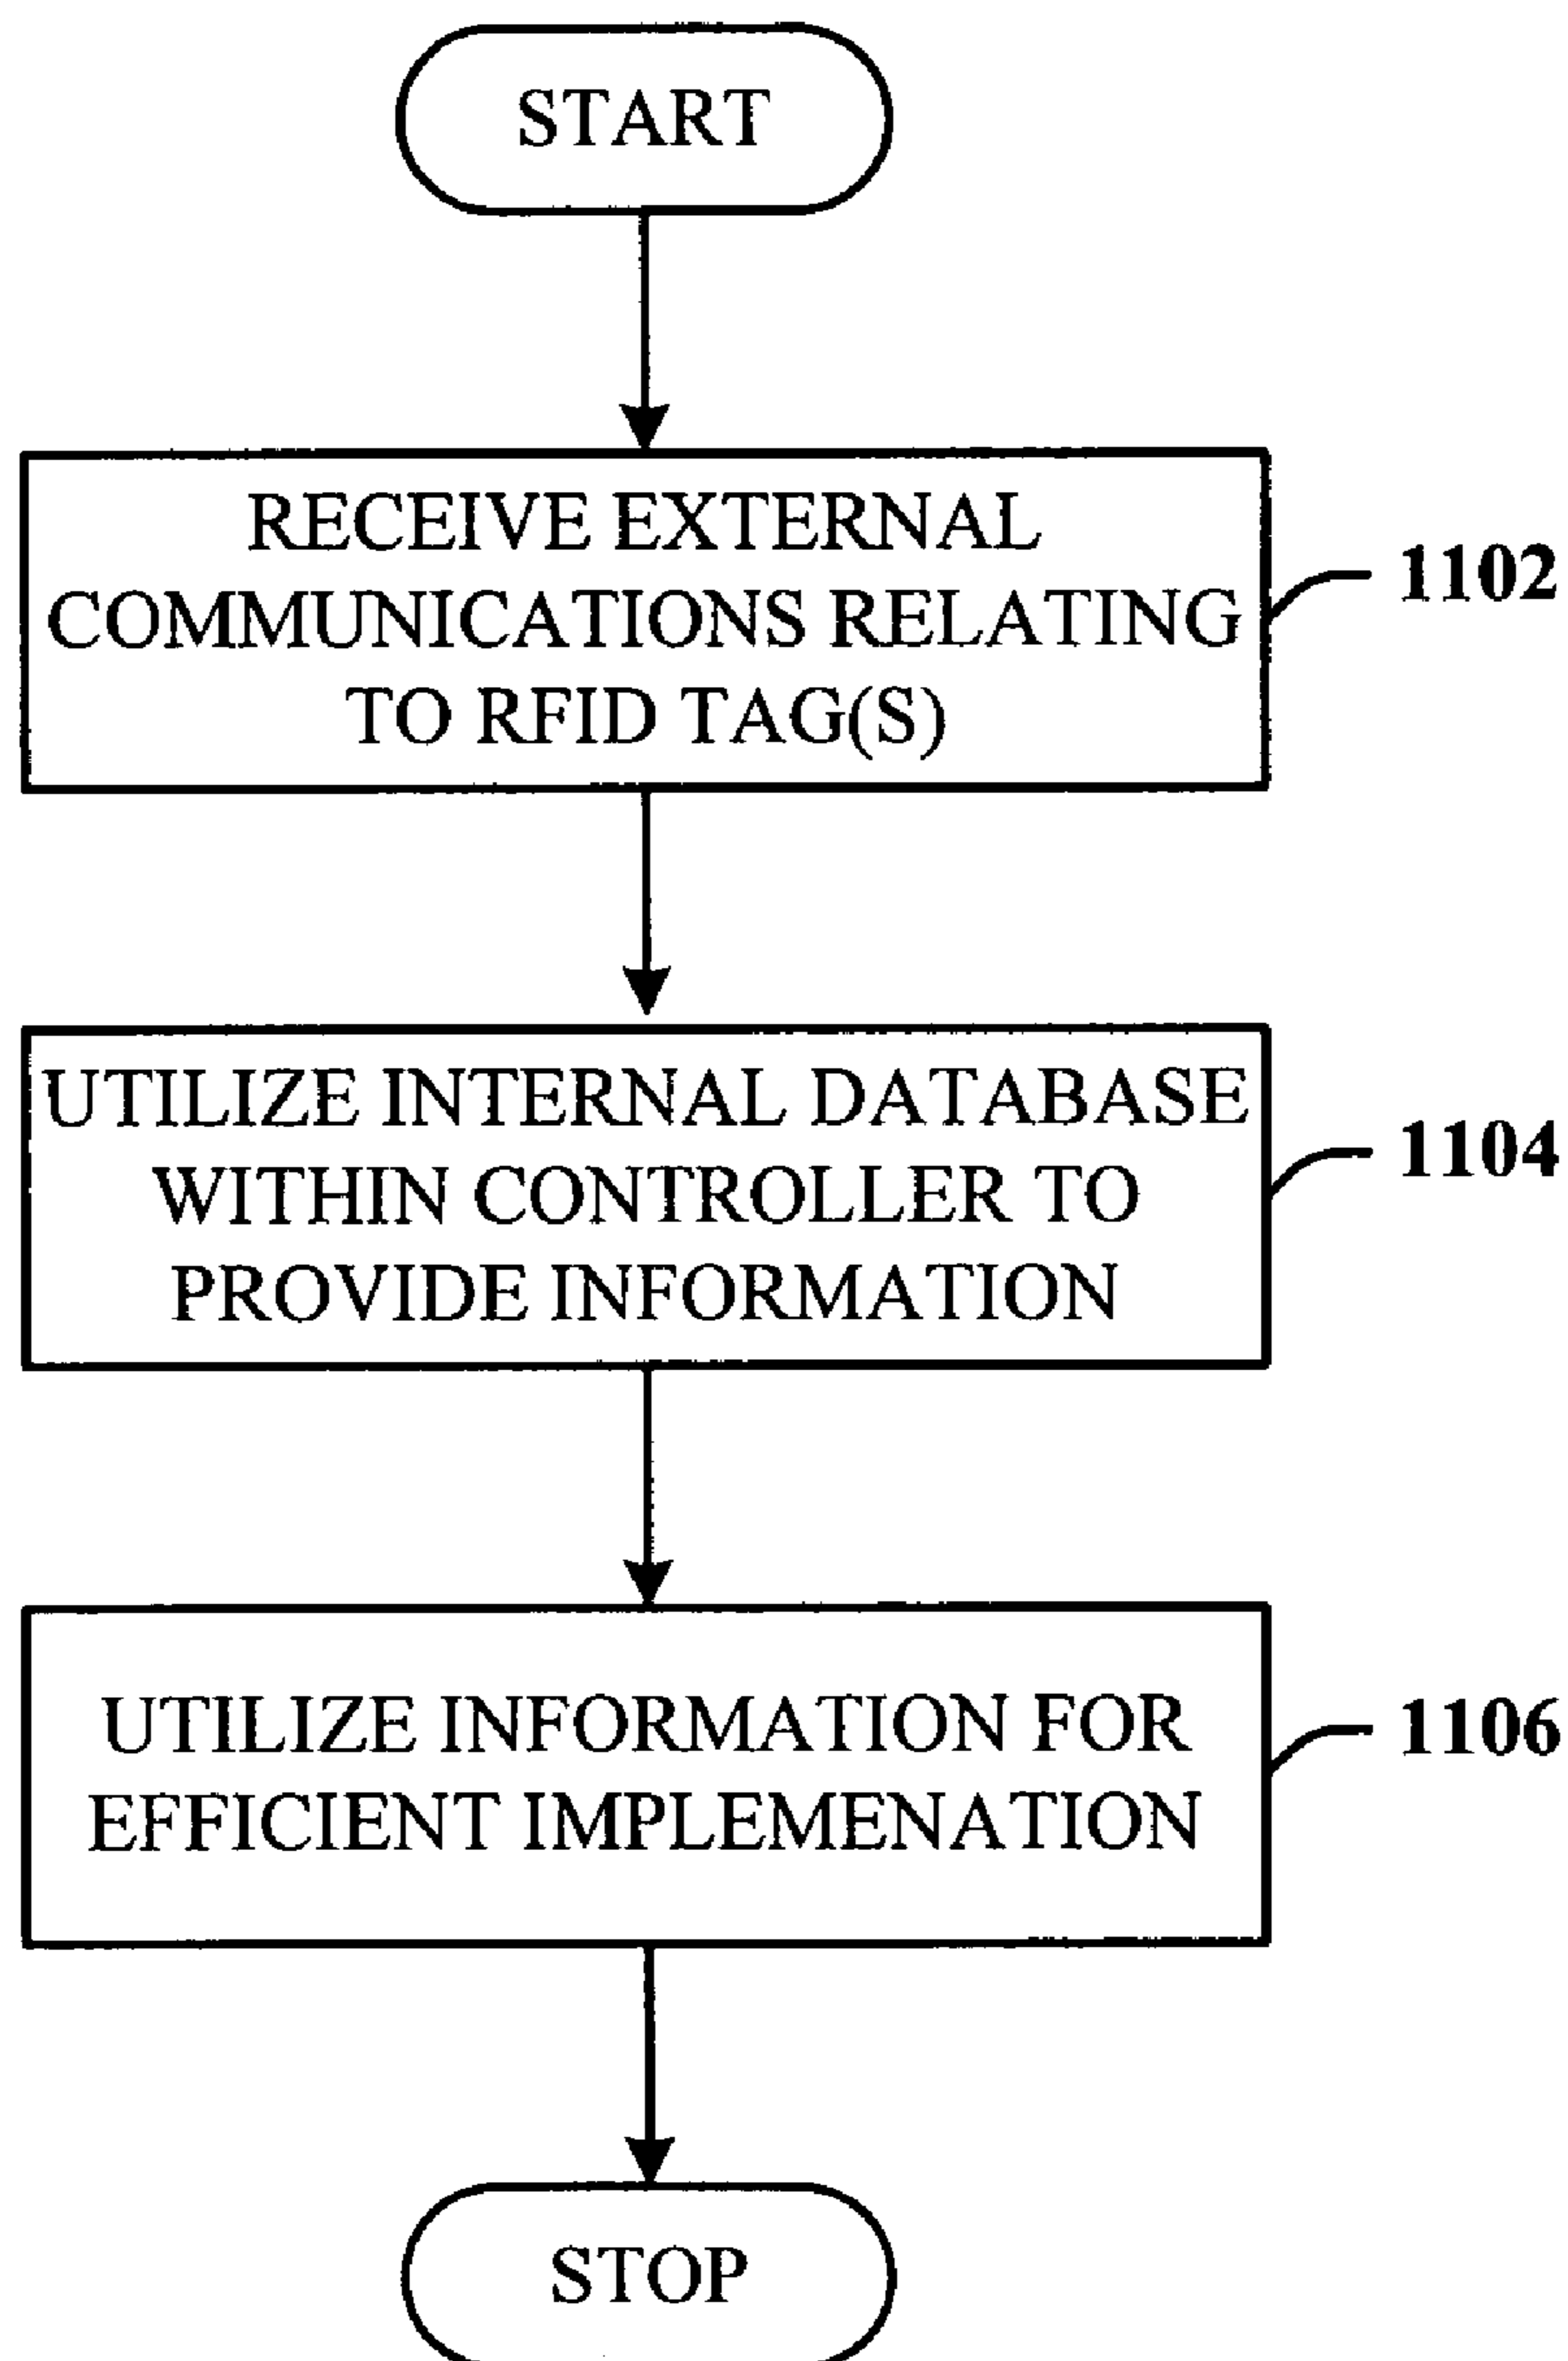 START
RECEIVE EXTERNAL
COMMUNICATIONS RELATING
TO RFID TAG(S)
1102
UTILIZE INTERNAL DATABASE
WITHIN CONTROLLER TO
PROVIDE INFORMATION
1104
UTILIZE INFORMATION FOR
EFFICIENT IMPLEMENATION
1106
STOP